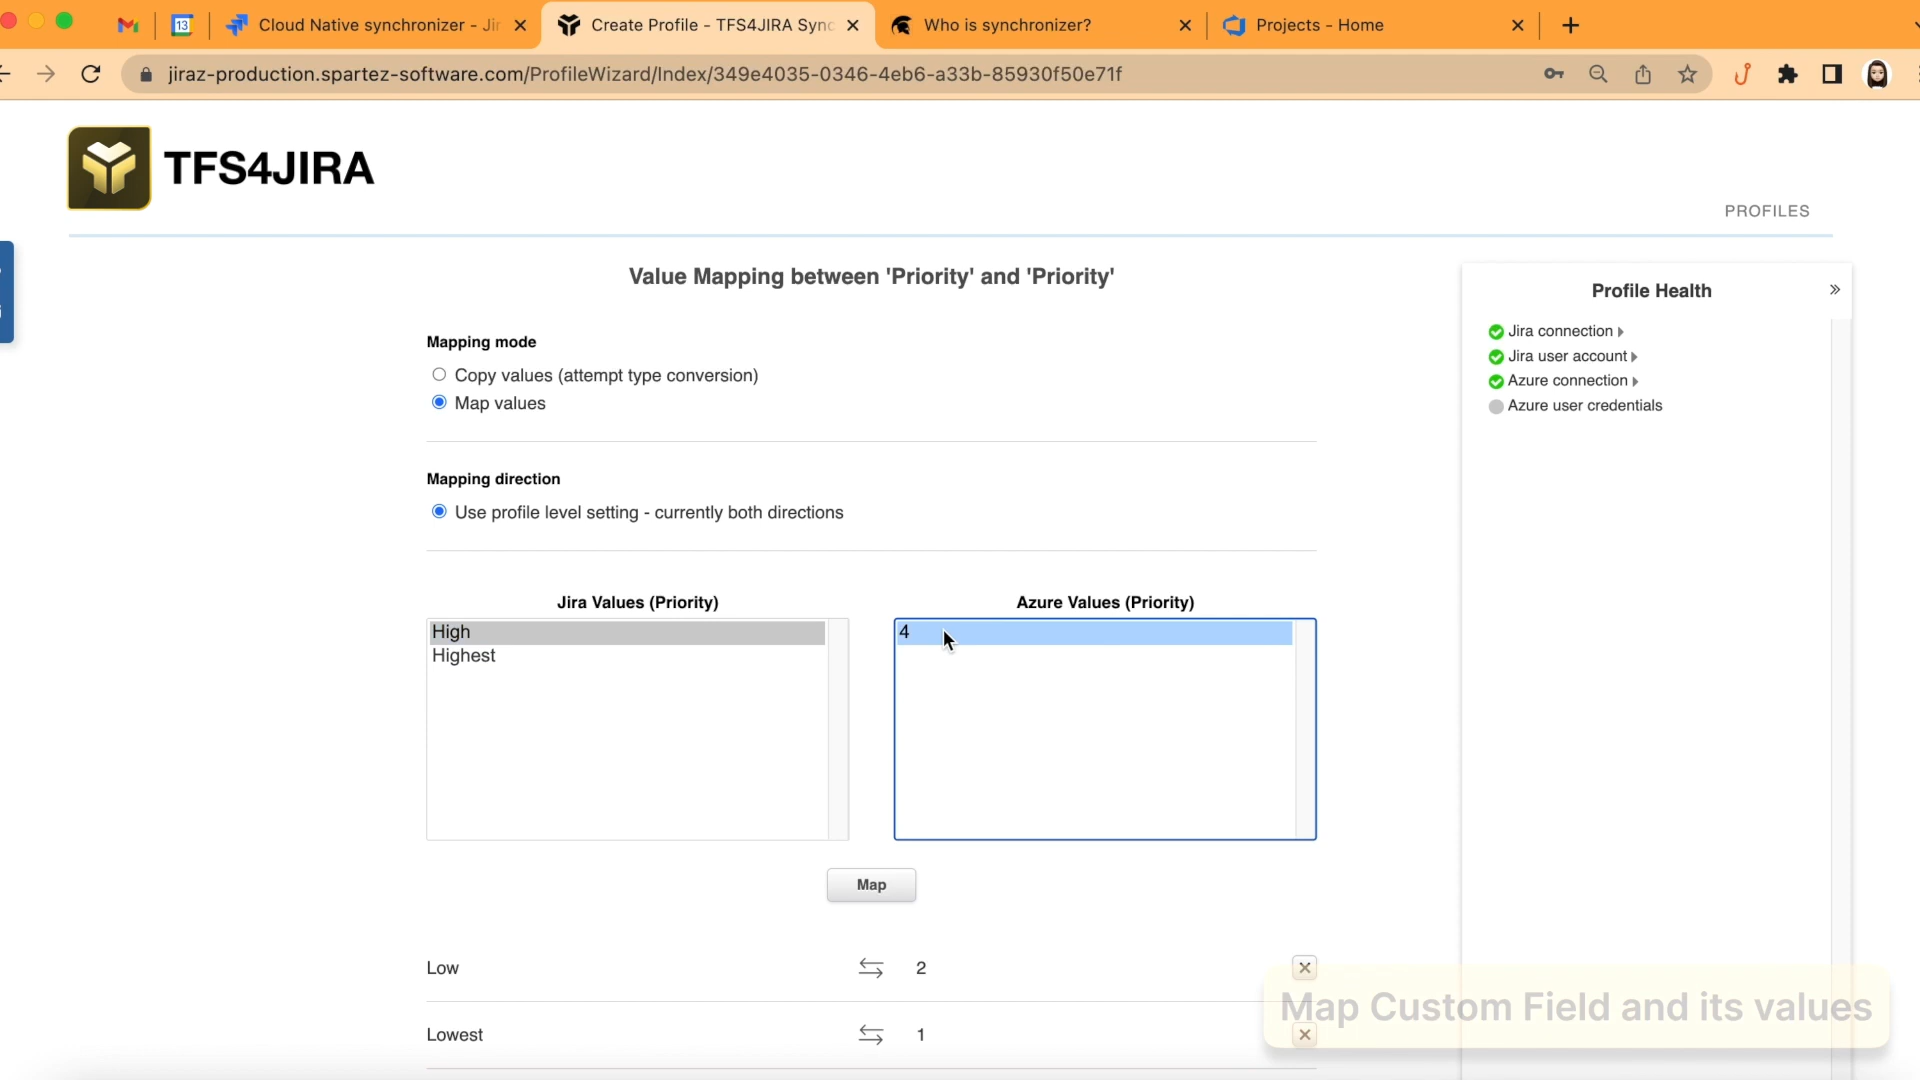 13
Cloud Native synchronizer - Jir
Create Profile - TFS4JIRA Sync
Who is synchronizer?
Projects - Home
jiraz-production.spartez-software.com/ProfileWizard/Index/349e4035-0346-4eb6-a33b-85930f50e71f
TFS4JIRA
PROFILES
Value Mapping between 'Priority' and 'Priority'
Profile Health
Jira connection
Jira user account
Azure connection
Azure user credentials
Mapping mode
Copy values (attempt type conversion)
Map values
Mapping direction
Use profile level setting - currently both directions
Jira Values (Priority)
Azure Values (Priority)
High
4
Highest
Map
Low 2
Lowest 1
Map Custom Field and its values